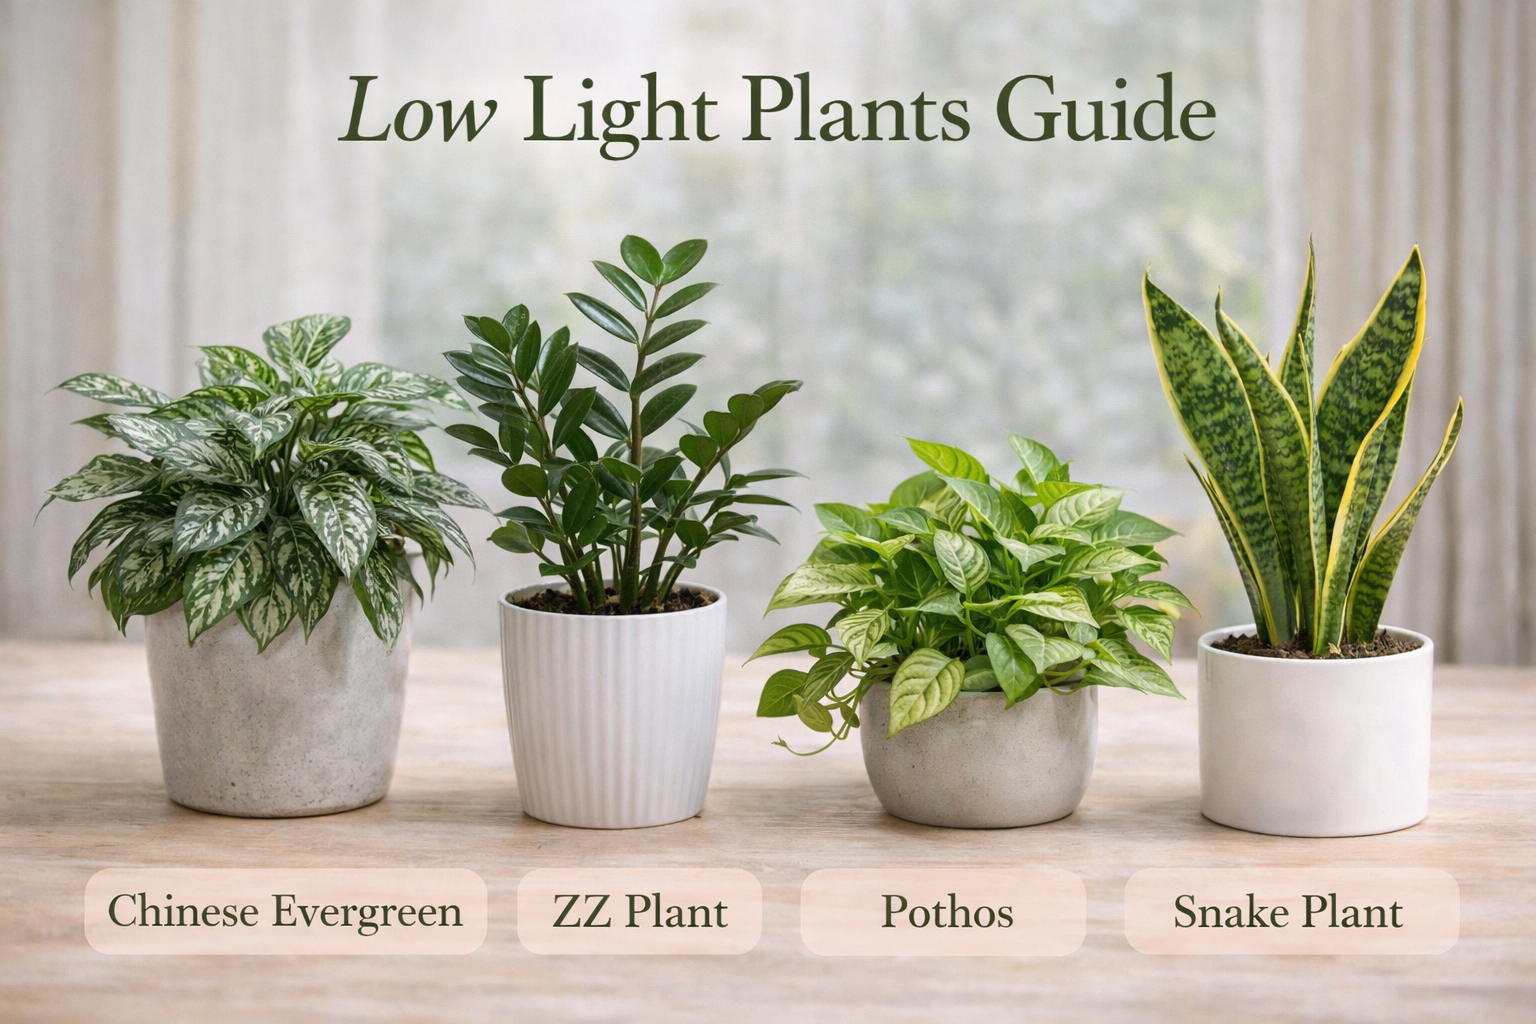 Low Light Plants Guide
Chinese Evergreen
ZZ Plant
Pothos
Snake Plant